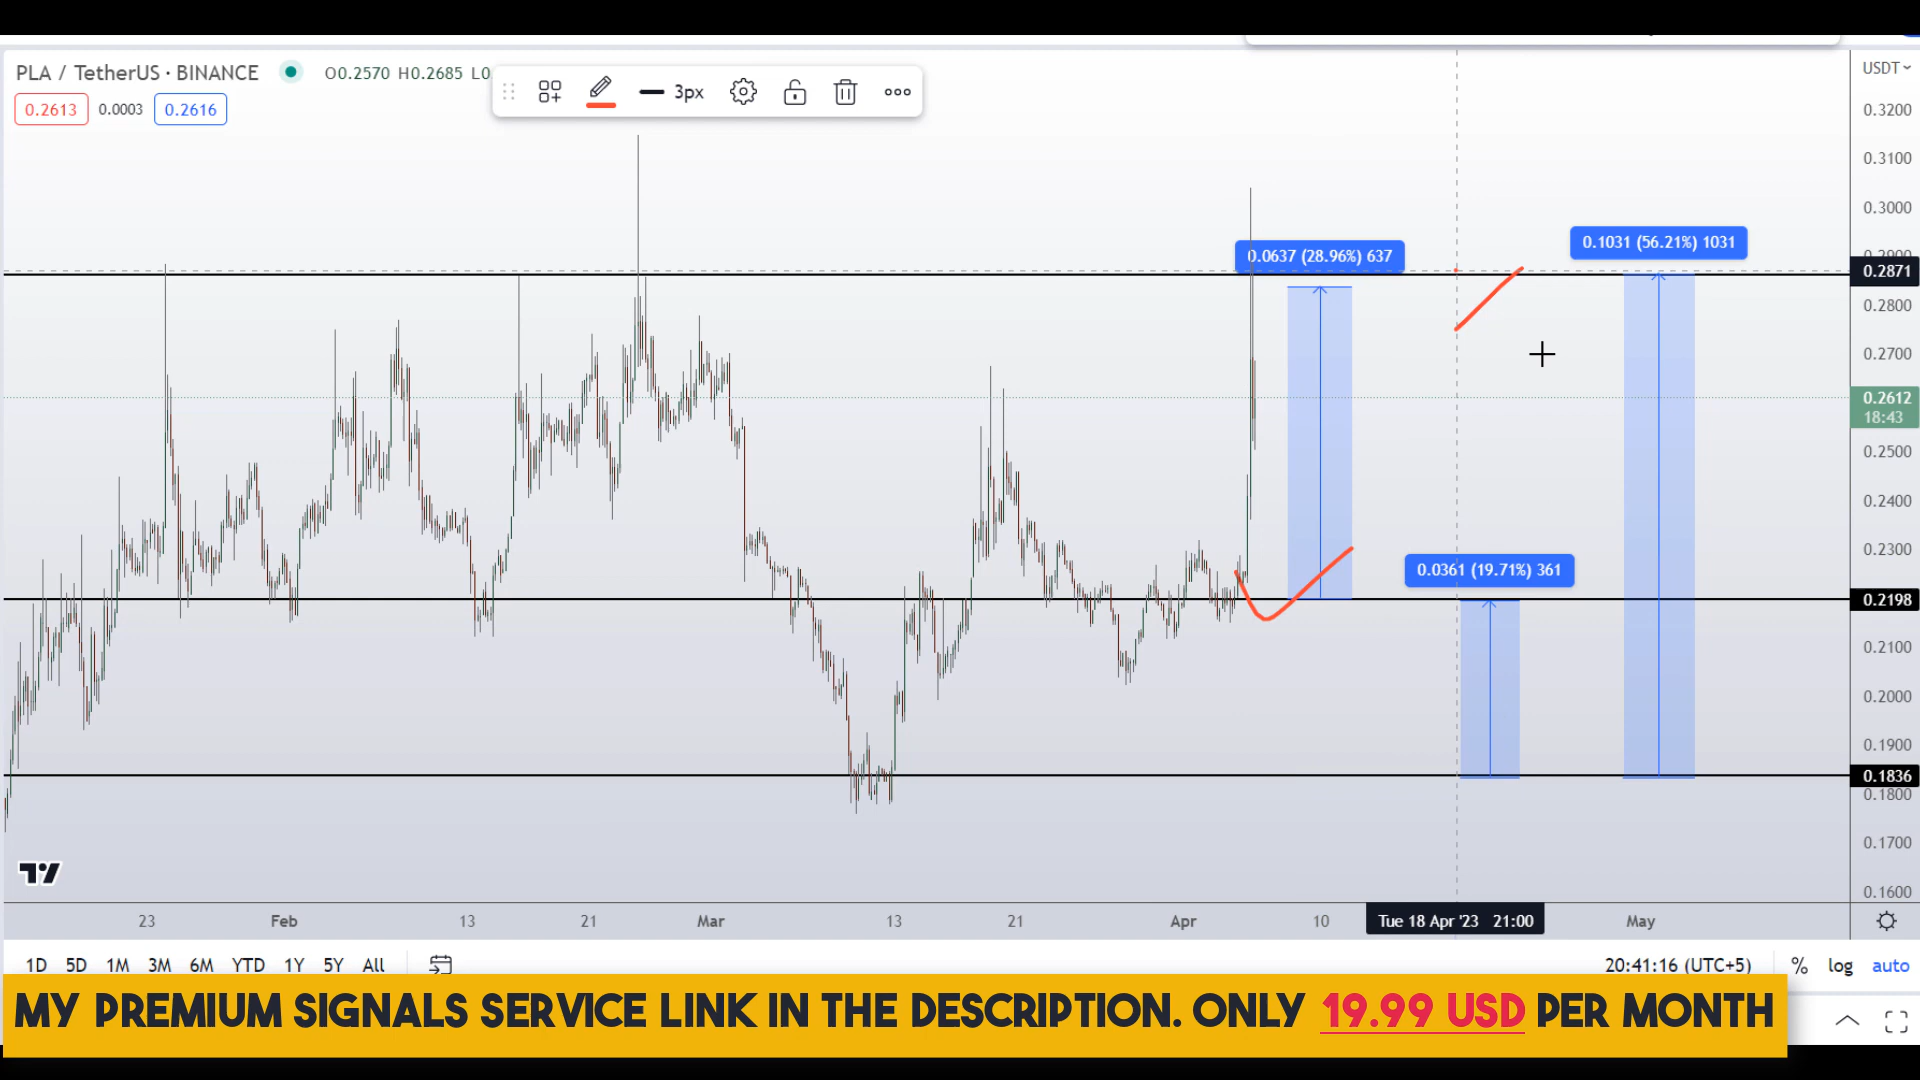 USDT
PLA / TetherUS · BINANCE
O0.2570 H0.2685 L0
3px
0.2613 0.0003 0.2616
0.3200
0.3100
0.3000
0.1031 (56.21%) 1031
0.0637 (28.96%) 637
0.2900
0.2871
0.2800
0.2700
0.2612
18:43
0.2500
0.2400
0.2300
0.0361 (19.71%) 361
0.2198
0.2100
0.2000
0.1900
0.1836
0.1800
0.1700
0.1600
23 Feb 13 21 Mar 13 21 Apr 10 Tue 18 Apr '23 21:00 May
1D 5D 1M 3M 6M YTD 1Y 5Y All 20:41:16 (UTC+5) % log auto
MY PREMIUM SIGNALS SERVICE LINK IN THE DESCRIPTION. ONLY 19.99 USD PER MONTH